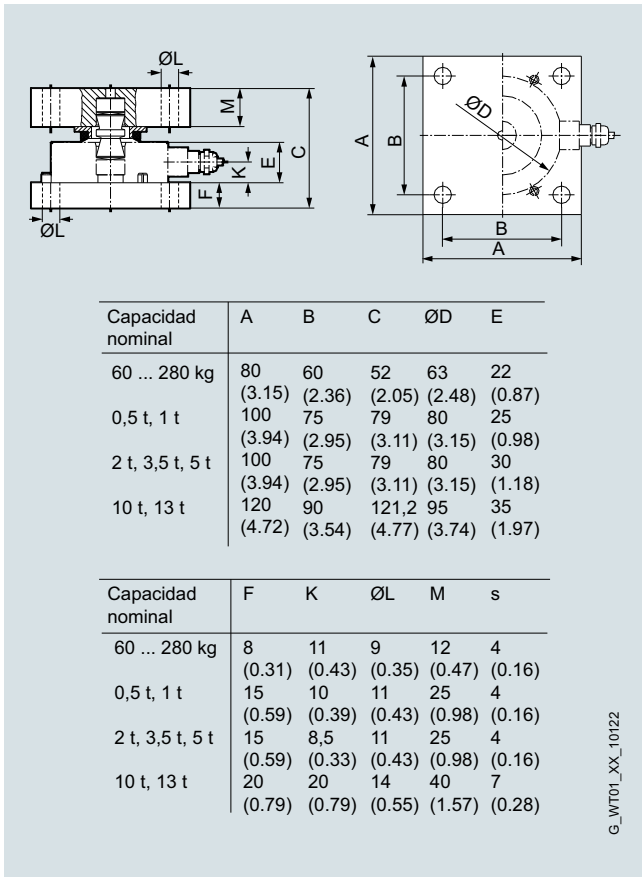 ØL
M
C
E
K
F
ØL
A
B
ØD
B
A
Capacidad nominal A B C ØD E
60 ... 280 kg 80 60 52 63 22
(3.15) (2.36) (2.05) (2.48) (0.87)
0,5 t, 1 t 100 75 79 80 25
(3.94) (2.95) (3.11) (3.15) (0.98)
2 t, 3,5 t, 5 t 100 75 79 80 30
(3.94) (2.95) (3.11) (3.15) (1.18)
10 t, 13 t 120 90 121,2 95 35
(4.72) (3.54) (4.77) (3.74) (1.97)
Capacidad nominal F K ØL M s
60 ... 280 kg 8 11 9 12 4
(0.31) (0.43) (0.35) (0.47) (0.16)
0,5 t, 1 t 15 10 11 25 4
(0.59) (0.39) (0.43) (0.98) (0.16)
2 t, 3,5 t, 5 t 15 8,5 11 25 4
(0.59) (0.33) (0.43) (0.98) (0.16)
10 t, 13 t 20 20 14 40 7
(0.79) (0.79) (0.55) (1.57) (0.28)
G_WT01_XX_10122